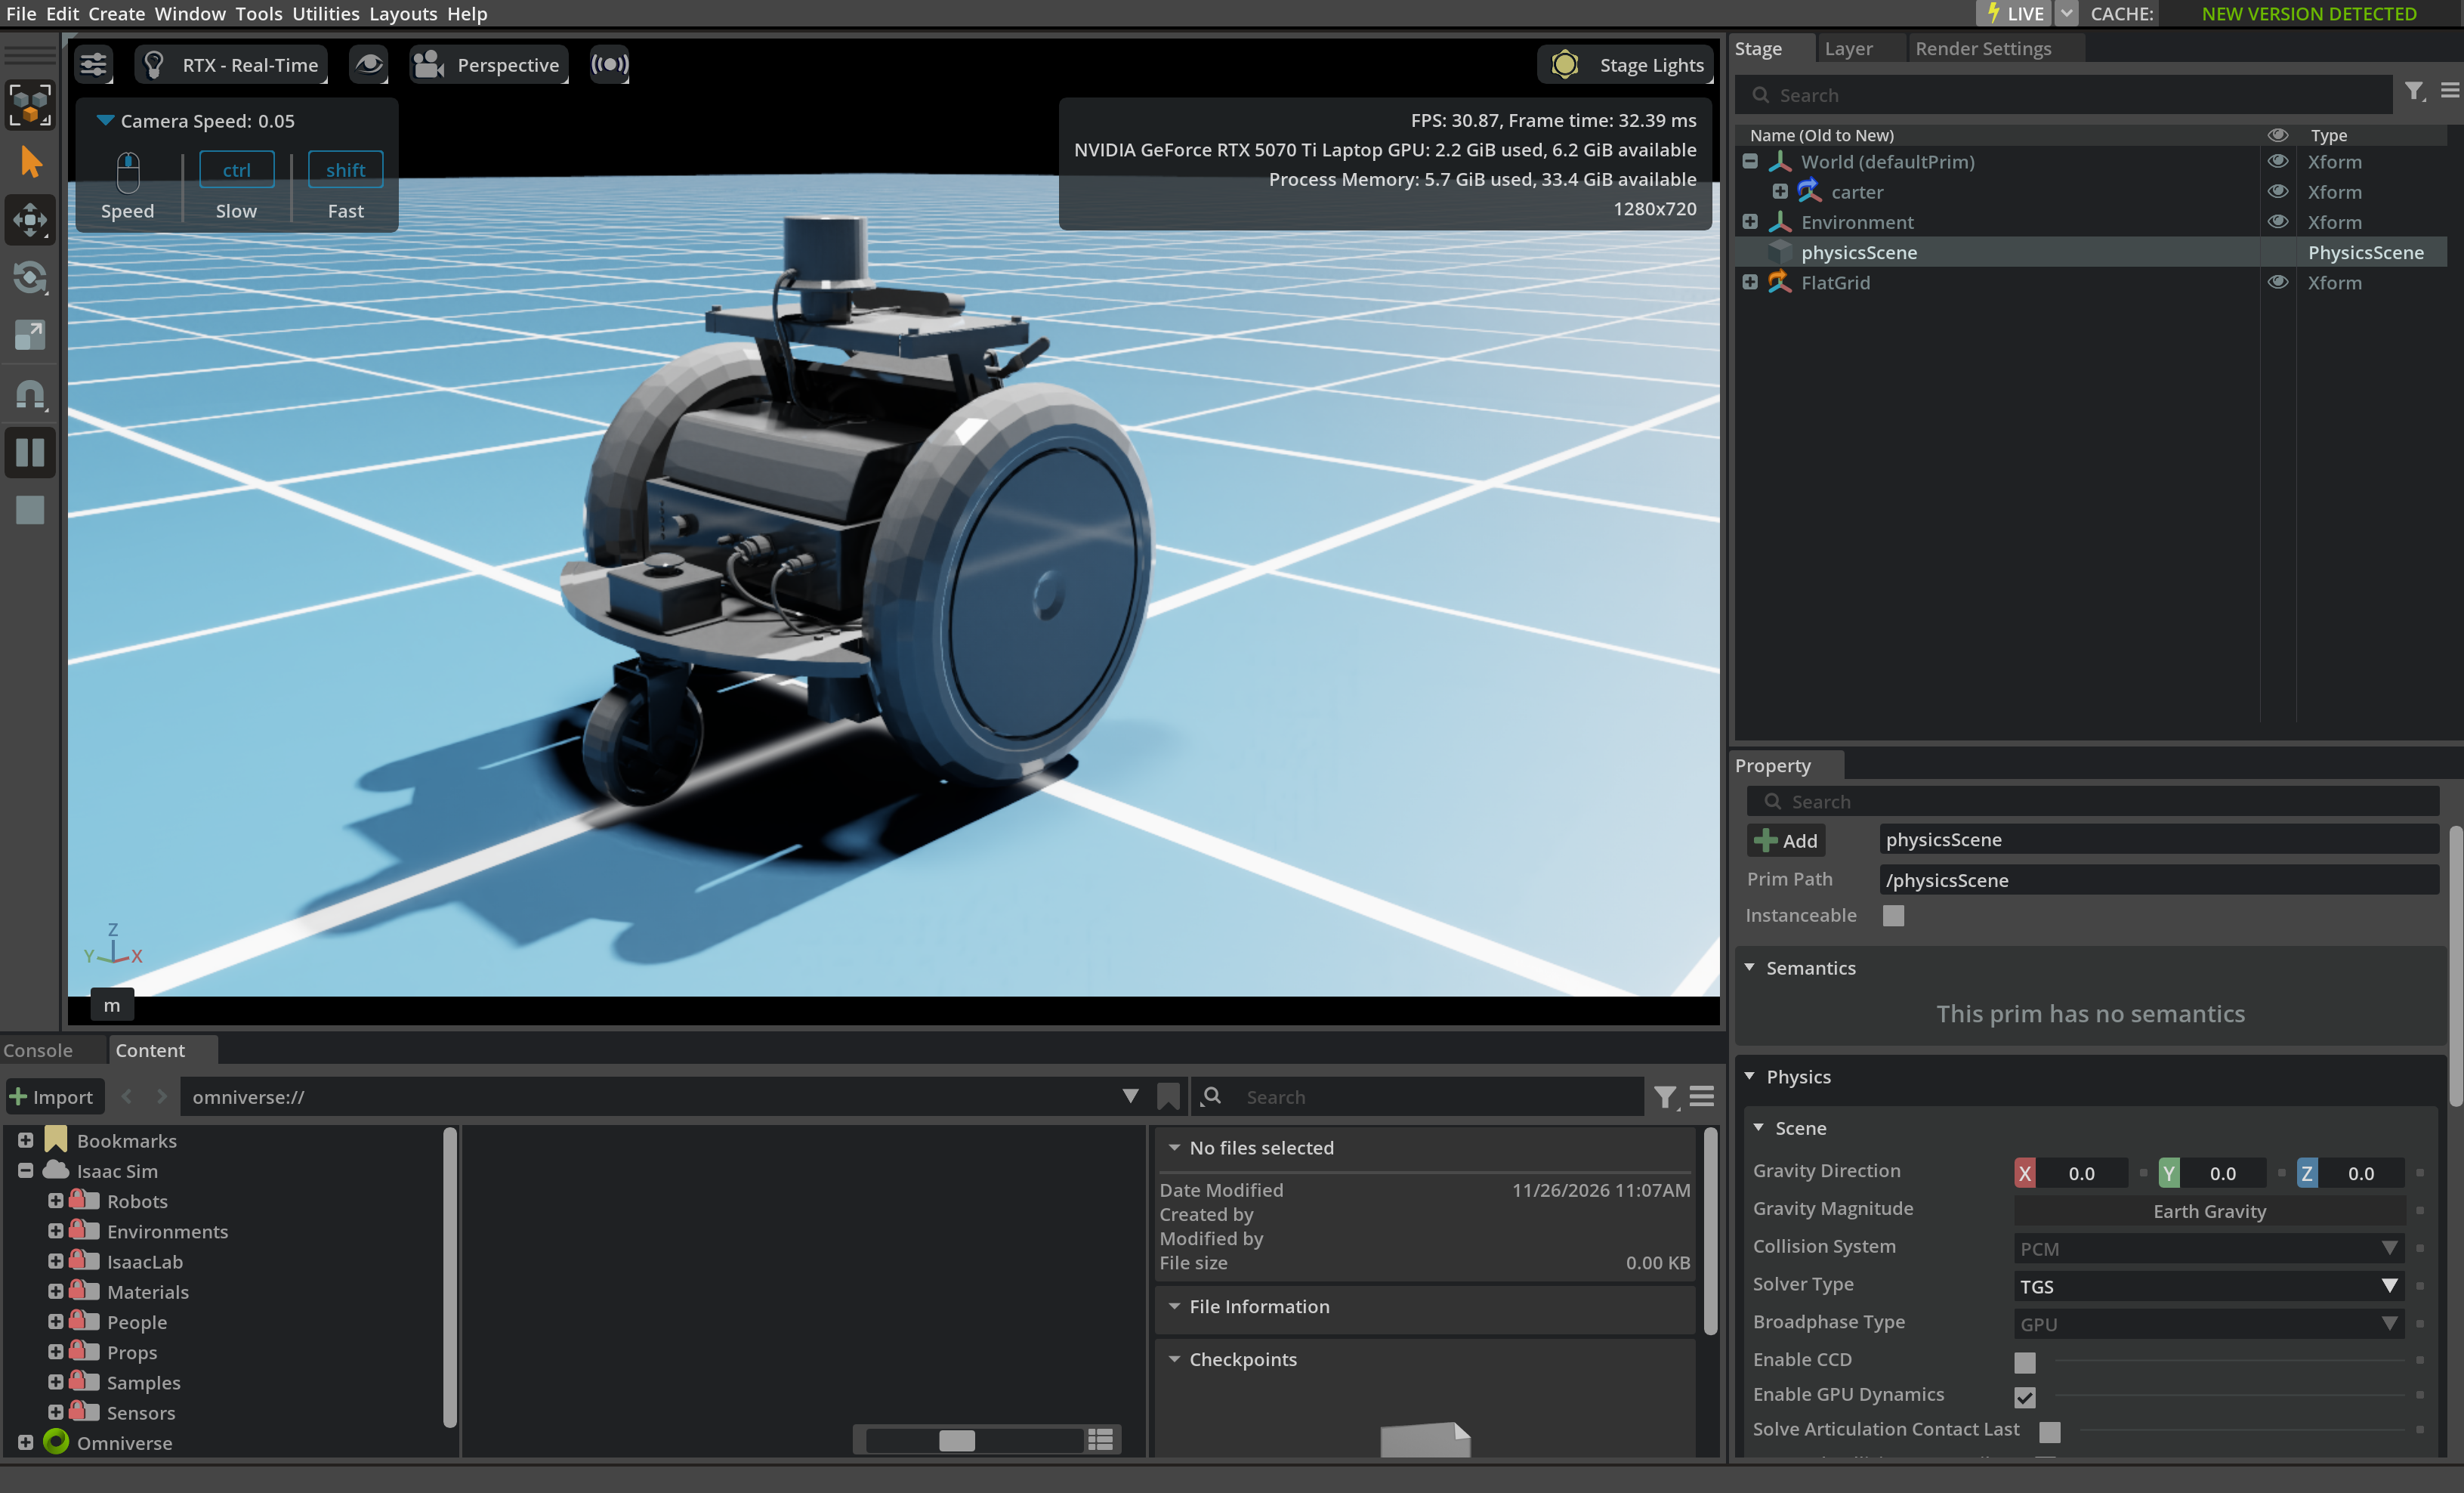 File Edit Create Window Tools Utilities Layouts Help
LIVE
CACHE:
NEW VERSION DETECTED
RTX - Real-Time
Perspective
Stage Lights
Camera Speed: 0.05
ctrl
shift
Speed
Slow
Fast
FPS: 30.87, Frame time: 32.39 ms
NVIDIA GeForce RTX 5070 Ti Laptop GPU: 2.2 GiB used, 6.2 GiB available
Process Memory: 5.7 GiB used, 33.4 GiB available
1280x720
Z
Y
X
m
Stage
Layer
Render Settings
Search
Name (Old to New)
Type
World (defaultPrim)
Xform
carter
Xform
Environment
Xform
physicsScene
PhysicsScene
FlatGrid
Xform
Property
Search
Add
physicsScene
Prim Path
/physicsScene
Instanceable
Semantics
This prim has no semantics
Physics
Scene
Gravity Direction
X 0.0
Y 0.0
Z 0.0
Gravity Magnitude
Earth Gravity
Collision System
PCM
Solver Type
TGS
Broadphase Type
GPU
Enable CCD
Enable GPU Dynamics
Solve Articulation Contact Last
Console
Content
Import
omniverse://
Search
Bookmarks
Isaac Sim
Robots
Environments
IsaacLab
Materials
People
Props
Samples
Sensors
Omniverse
No files selected
Date Modified
11/26/2026 11:07AM
Created by
Modified by
File size
0.00 KB
File Information
Checkpoints